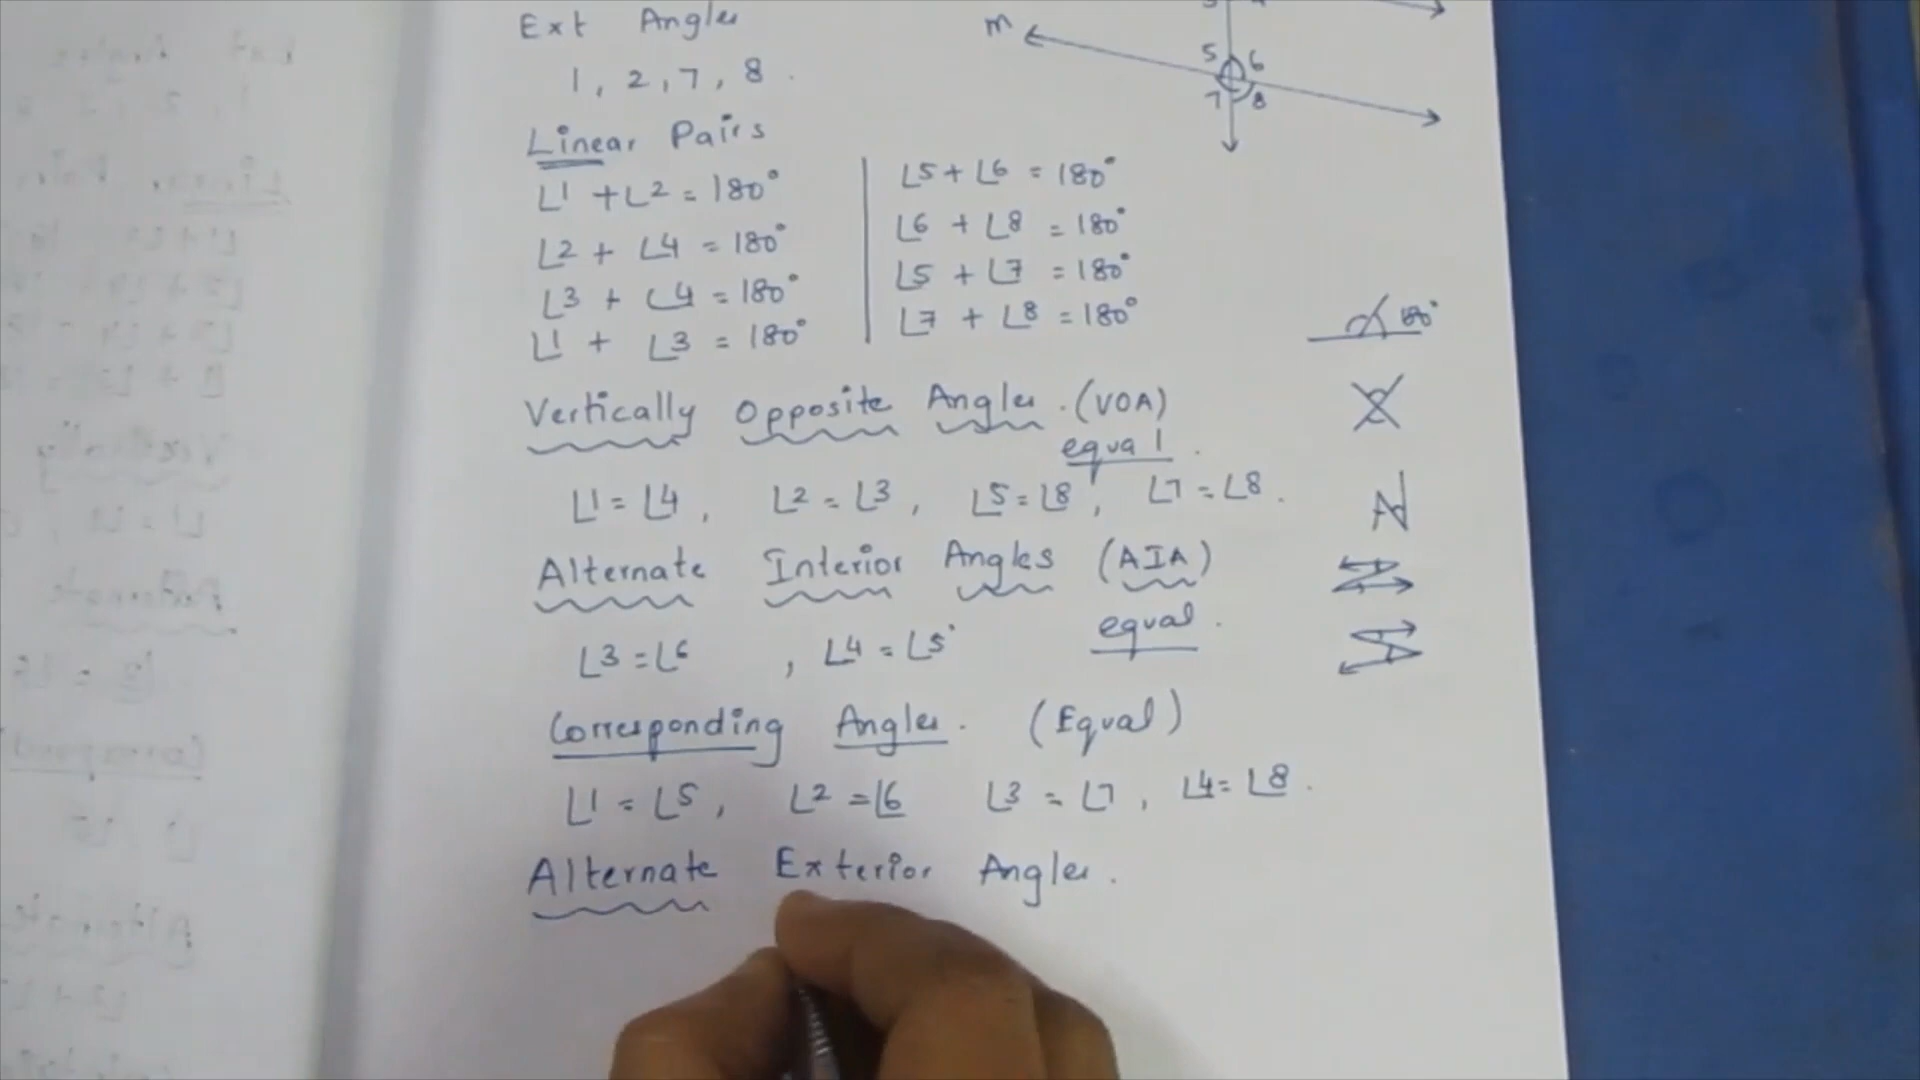 Ext Angles
1, 2, 7, 8.
m
5 6
7 8
Linear Pairs
∠1 + ∠2 = 180°
∠2 + ∠4 = 180°
∠3 + ∠4 = 180°
∠1 + ∠3 = 180°
∠5 + ∠6 = 180°
∠6 + ∠8 = 180°
∠5 + ∠7 = 180°
∠7 + ∠8 = 180°
180°
Vertically Opposite Angles. (VOA)
equal.
∠1 = ∠4, ∠2 = ∠3, ∠5 = ∠8, ∠7 = ∠8.
Alternate Interior Angles (AIA)
equal.
∠3 = ∠6, ∠4 = ∠5
Corresponding Angles. (Equal)
∠1 = ∠5, ∠2 = ∠6 ∠3 = ∠7, ∠4 = ∠8.
Alternate Exterior Angles.